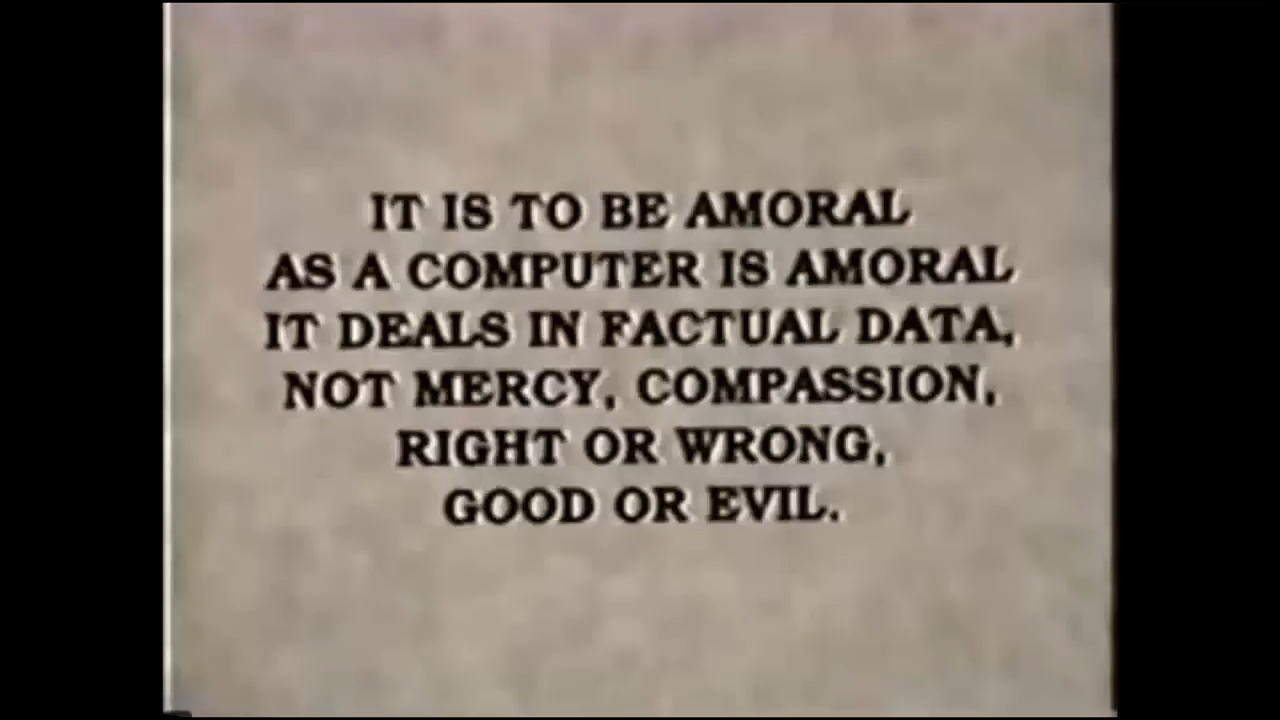 IT IS TO BE AMORAL
AS A COMPUTER IS AMORAL
IT DEALS IN FACTUAL DATA,
NOT MERCY, COMPASSION,
RIGHT OR WRONG,
GOOD OR EVIL.